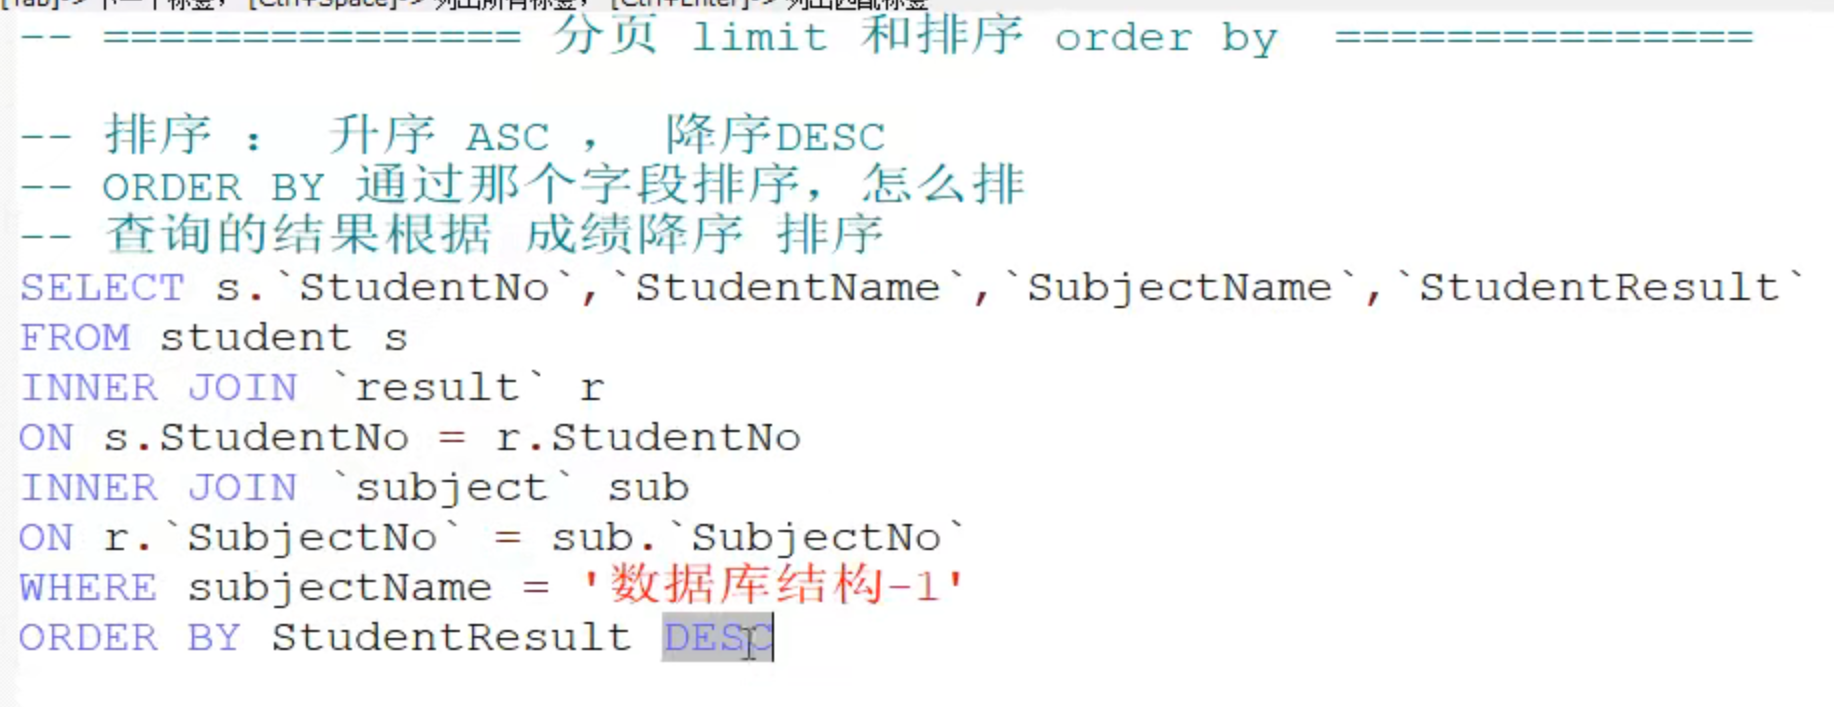 -- =============== 分页 limit 和排序 order by ===============
-- 排序 ： 升序 ASC ， 降序DESC
-- ORDER BY 通过那个字段排序，怎么排
-- 查询的结果根据 成绩降序 排序
SELECT s.`StudentNo`,`StudentName`,`SubjectName`,`StudentResult`
FROM student s
INNER JOIN `result` r
ON s.StudentNo = r.StudentNo
INNER JOIN `subject` sub
ON r.`SubjectNo` = sub.`SubjectNo`
WHERE subjectName = '数据库结构-1'
ORDER BY StudentResult DESC